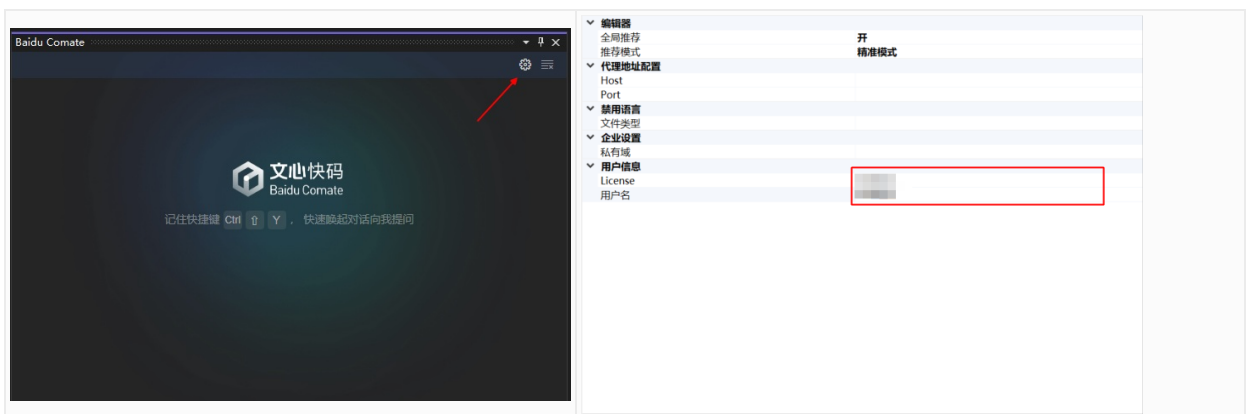 Baidu Comate
文心快码
Baidu Comate
记住快捷键 Ctrl ⇧ Y ,快速唤起对话向我提问
编辑器
全局推荐 开
推荐模式 精准模式
代理地址配置
Host
Port
禁用语言
文件类型
企业设置
私有域
用户信息
License
用户名